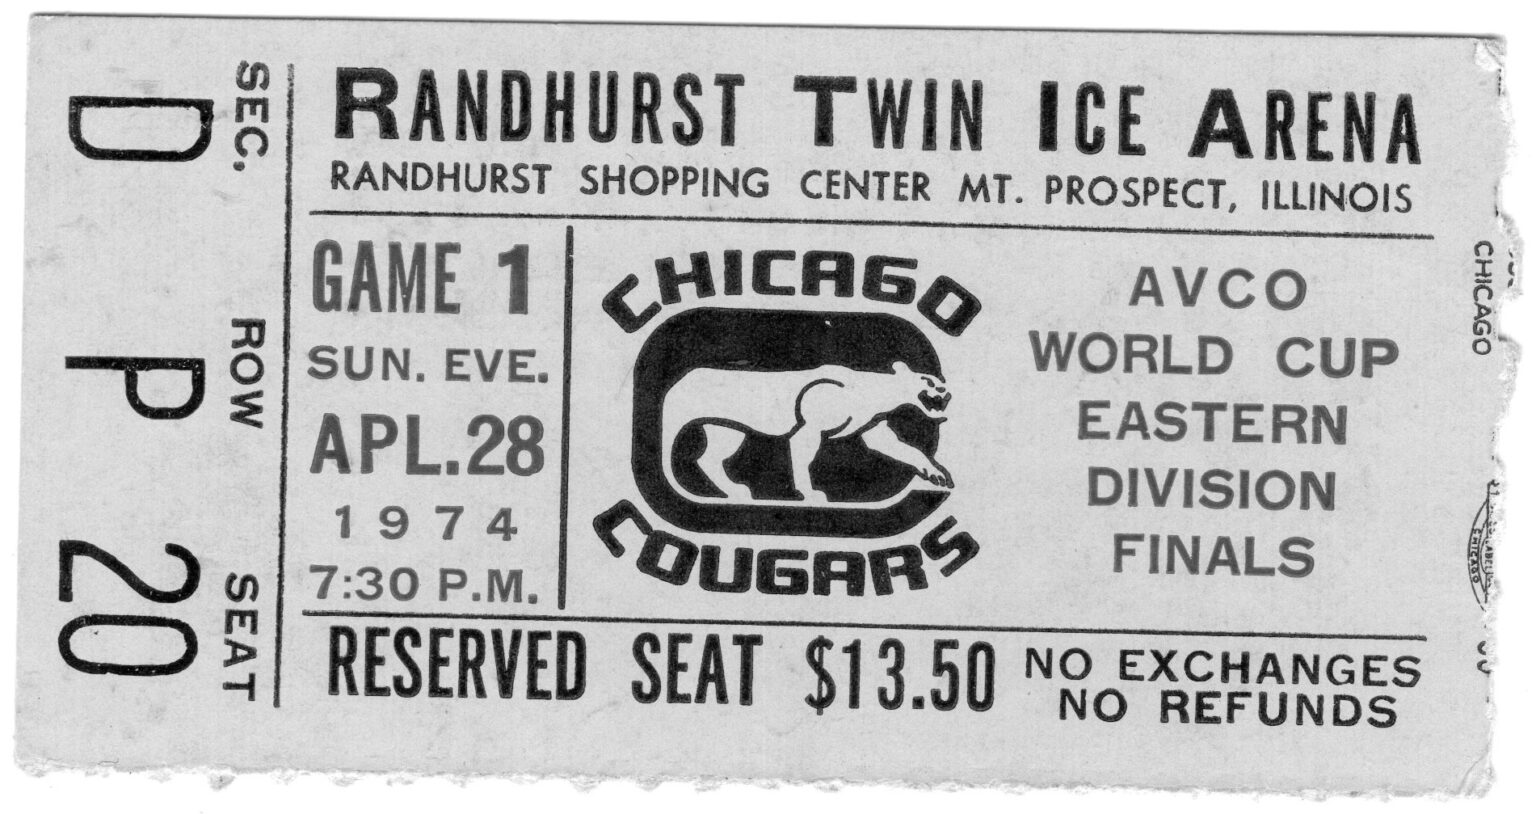 SEC. D
ROW P
SEAT 20
RANDHURST TWIN ICE ARENA
RANDHURST SHOPPING CENTER MT. PROSPECT, ILLINOIS
GAME 1
SUN. EVE.
APL.28
1974
7:30 P.M.
CHICAGO
COUGARS
AVCO
WORLD CUP
EASTERN
DIVISION
FINALS
RESERVED SEAT $13.50
NO EXCHANGES
NO REFUNDS
CHICAGO
CHICAGO